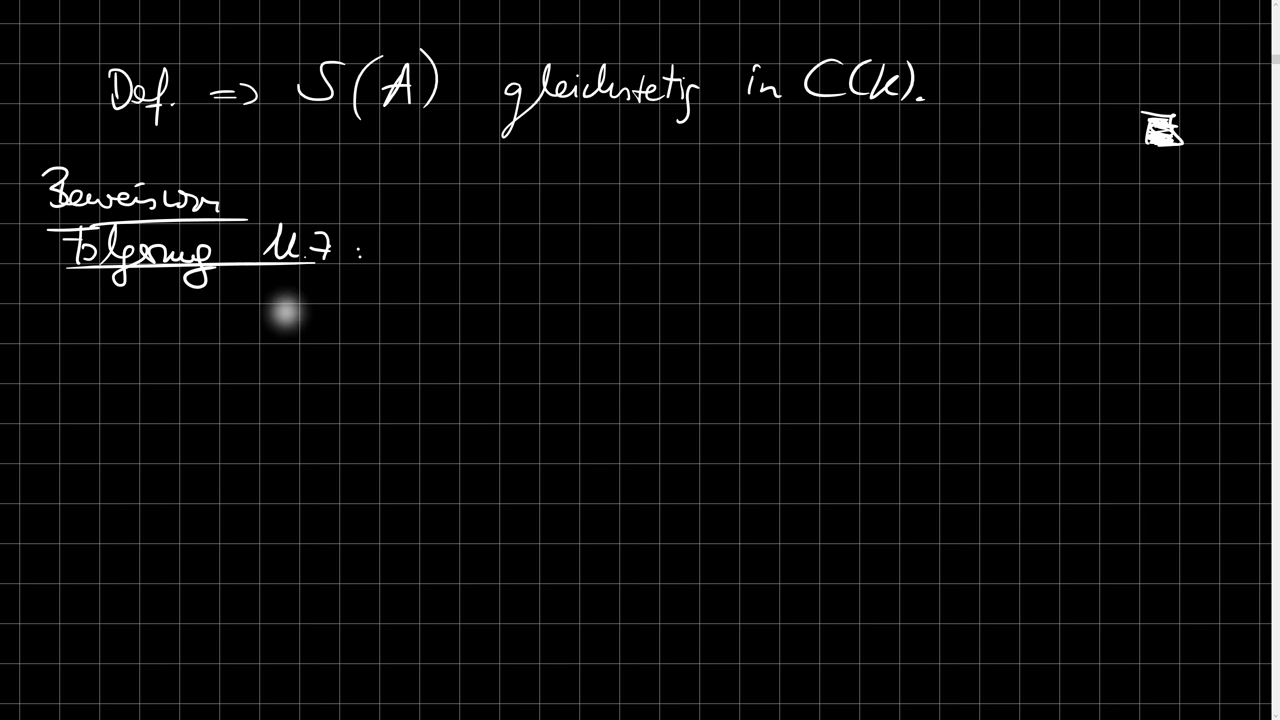 Def. => S(A) gleichstetig in C(K).
Beweis von
Folgerung 11.7 :